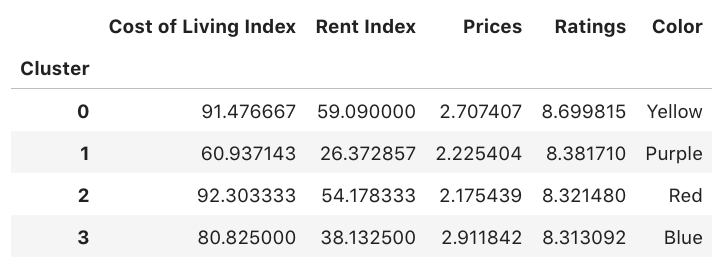 Cost of Living Index Rent Index Prices Ratings Color
Cluster
0 91.476667 59.090000 2.707407 8.699815 Yellow
1 60.937143 26.372857 2.225404 8.381710 Purple
2 92.303333 54.178333 2.175439 8.321480 Red
3 80.825000 38.132500 2.911842 8.313092 Blue